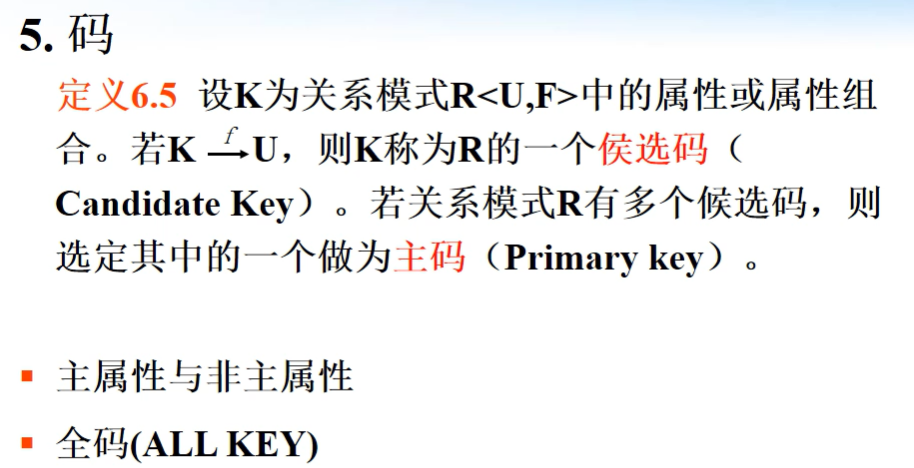 5. 码
定义6.5 设K为关系模式R<U,F>中的属性或属性组
合。若K f→U，则K称为R的一个侯选码（
Candidate Key）。若关系模式R有多个候选码，则
选定其中的一个做为主码（Primary key）。
▪ 主属性与非主属性
▪ 全码(ALL KEY)